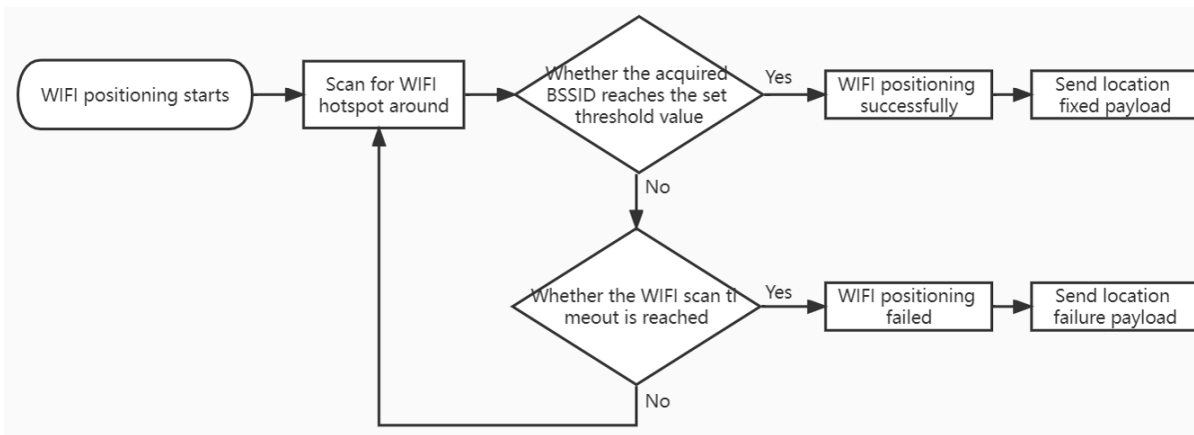 WIFI positioning starts
Scan for WIFI
hotspot around
Whether the acquired
BSSID reaches the set
threshold value
Yes
WIFI positioning
successfully
Send location
fixed payload
No
Whether the WIFI scan ti
meout is reached
Yes
WIFI positioning
failed
Send location
failure payload
No